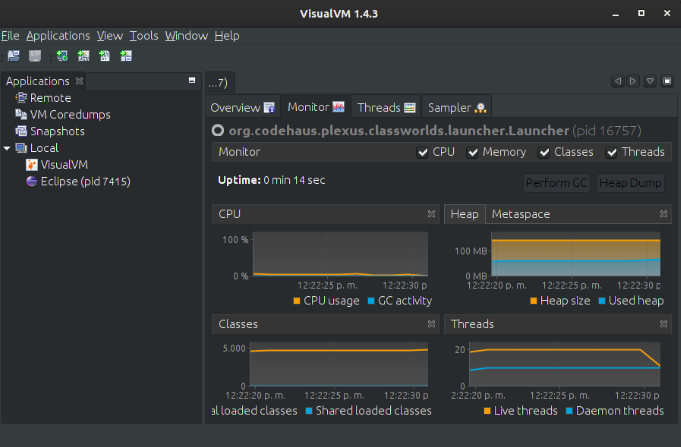 VisualVM 1.4.3
File Applications View Tools Window Help
Applications
Remote
VM Coredumps
Snapshots
Local
VisualVM
Eclipse (pid 7415)
...7)
Overview Monitor Threads Sampler
org.codehaus.plexus.classworlds.launcher.Launcher (pid 16757)
Monitor CPU Memory Classes Threads
Uptime: 0 min 14 sec
Perform GC Heap Dump
CPU
100 %
0 %
12:22:25 p. m. 12:22:30 p
CPU usage GC activity
Heap Metaspace
100 MB
0 MB
12:22:20 p. m. 12:22:25 p. m. 12:22:30 p.
Heap size Used heap
Classes
5.000
0
12:22:20 p. m. 12:22:25 p. m. 12:22:30 p.
al loaded classes Shared loaded classes
Threads
20
0
2:22:20 p. m. 12:22:25 p. m. 12:22:30 p
Live threads Daemon threads